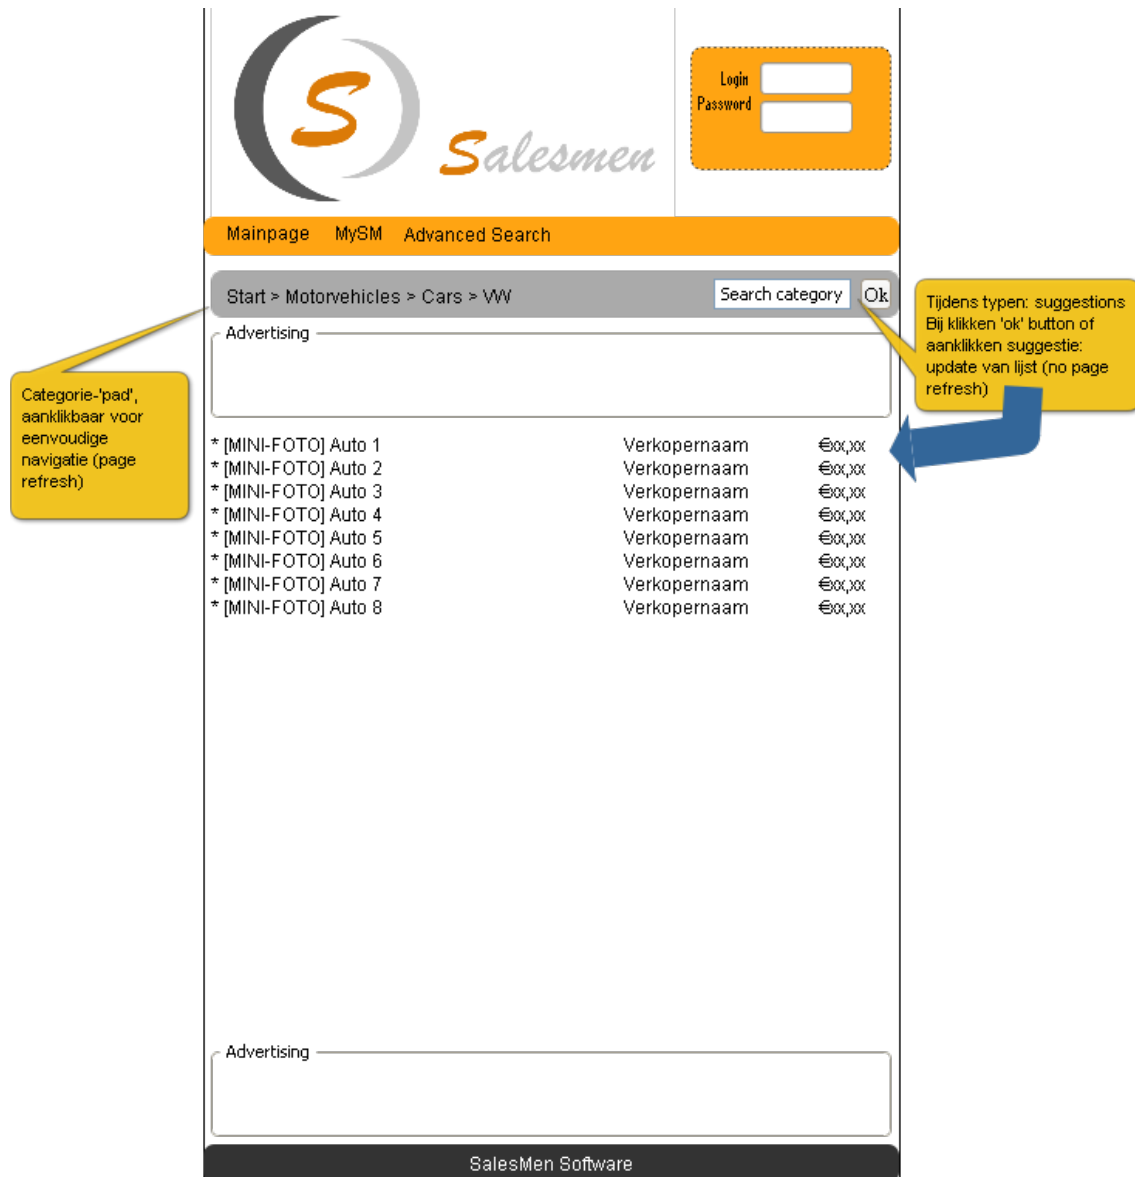 S
Salesmen
Login
Password
Mainpage MySM Advanced Search
Start > Motorvehicles > Cars > VW
Search category Ok
Advertising
Tijdens typen: suggestions
Bij klikken 'ok' button of
aanklikken suggestie:
update van lijst (no page
refresh)
Categorie-'pad',
aanklikbaar voor
eenvoudige
navigatie (page
refresh)
* [MINI-FOTO] Auto 1 Verkopernaam €xx,xx
* [MINI-FOTO] Auto 2 Verkopernaam €xx,xx
* [MINI-FOTO] Auto 3 Verkopernaam €xx,xx
* [MINI-FOTO] Auto 4 Verkopernaam €xx,xx
* [MINI-FOTO] Auto 5 Verkopernaam €xx,xx
* [MINI-FOTO] Auto 6 Verkopernaam €xx,xx
* [MINI-FOTO] Auto 7 Verkopernaam €xx,xx
* [MINI-FOTO] Auto 8 Verkopernaam €xx,xx
Advertising
SalesMen Software